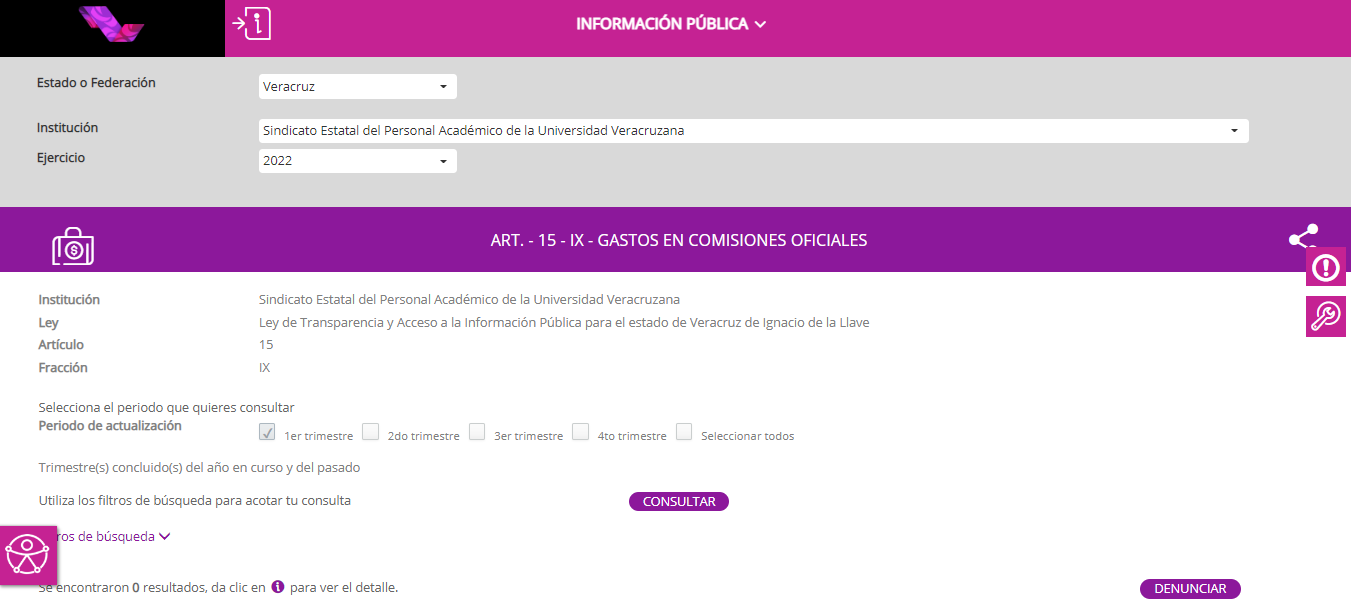 INFORMACIÓN PÚBLICA
Estado o Federación
Veracruz
Institución
Sindicato Estatal del Personal Académico de la Universidad Veracruzana
Ejercicio
2022
ART. - 15 - IX - GASTOS EN COMISIONES OFICIALES
Institución Sindicato Estatal del Personal Académico de la Universidad Veracruzana
Ley Ley de Transparencia y Acceso a la Información Pública para el estado de Veracruz de Ignacio de la Llave
Artículo 15
Fracción IX
Selecciona el periodo que quieres consultar
Periodo de actualización
1er trimestre 2do trimestre 3er trimestre 4to trimestre Seleccionar todos
Trimestre(s) concluido(s) del año en curso y del pasado
Utiliza los filtros de búsqueda para acotar tu consulta
CONSULTAR
ros de búsqueda
Se encontraron 0 resultados, da clic en i para ver el detalle.
DENUNCIAR